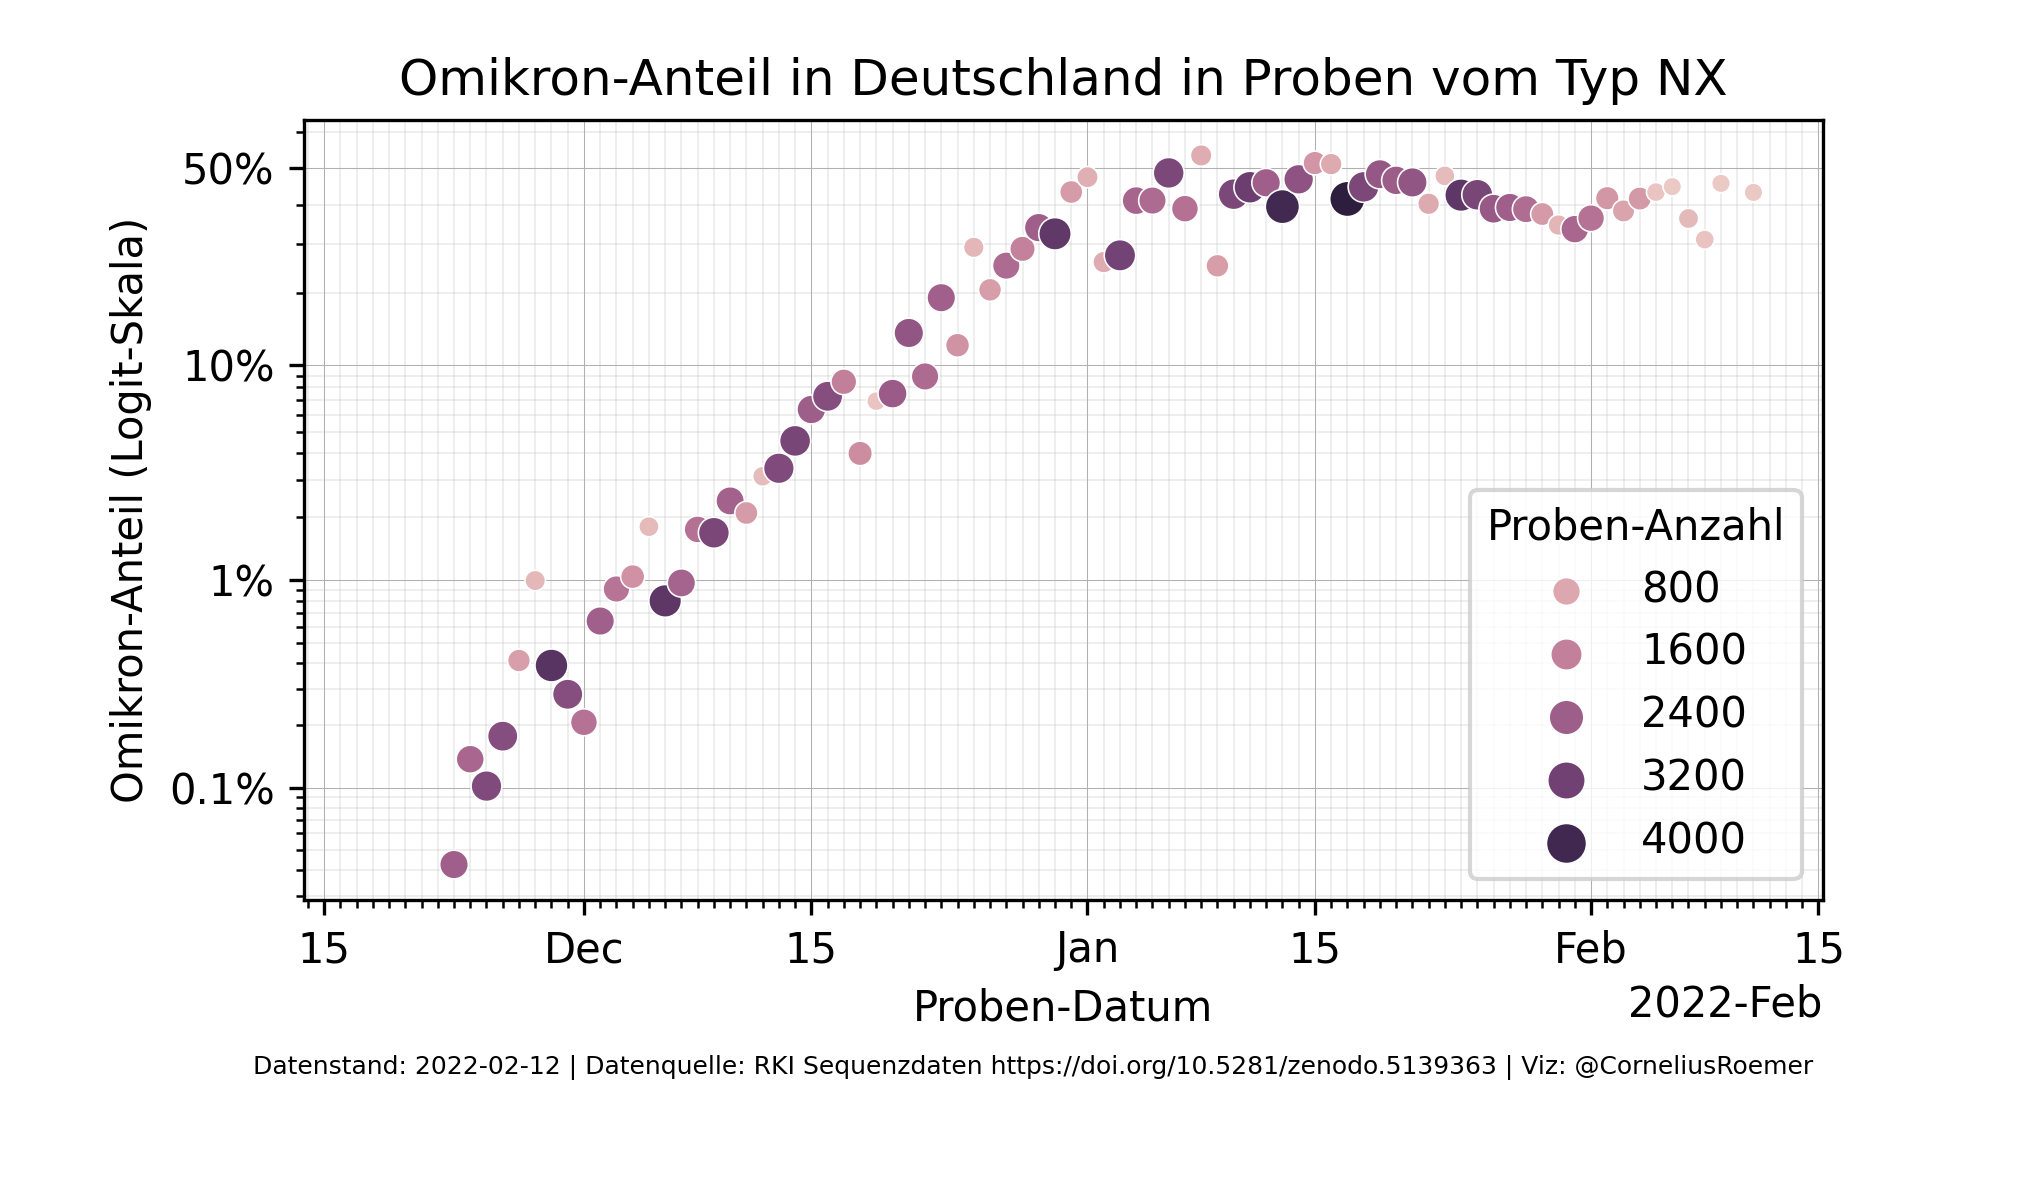 Omikron-Anteil in Deutschland in Proben vom Typ NX
Omikron-Anteil (Logit-Skala)
50%
10%
1%
0.1%
Proben-Anzahl
800
1600
2400
3200
4000
15 Dec 15 Jan 15 Feb 15
Proben-Datum 2022-Feb
Datenstand: 2022-02-12 | Datenquelle: RKI Sequenzdaten https://doi.org/10.5281/zenodo.5139363 | Viz: @CorneliusRoemer